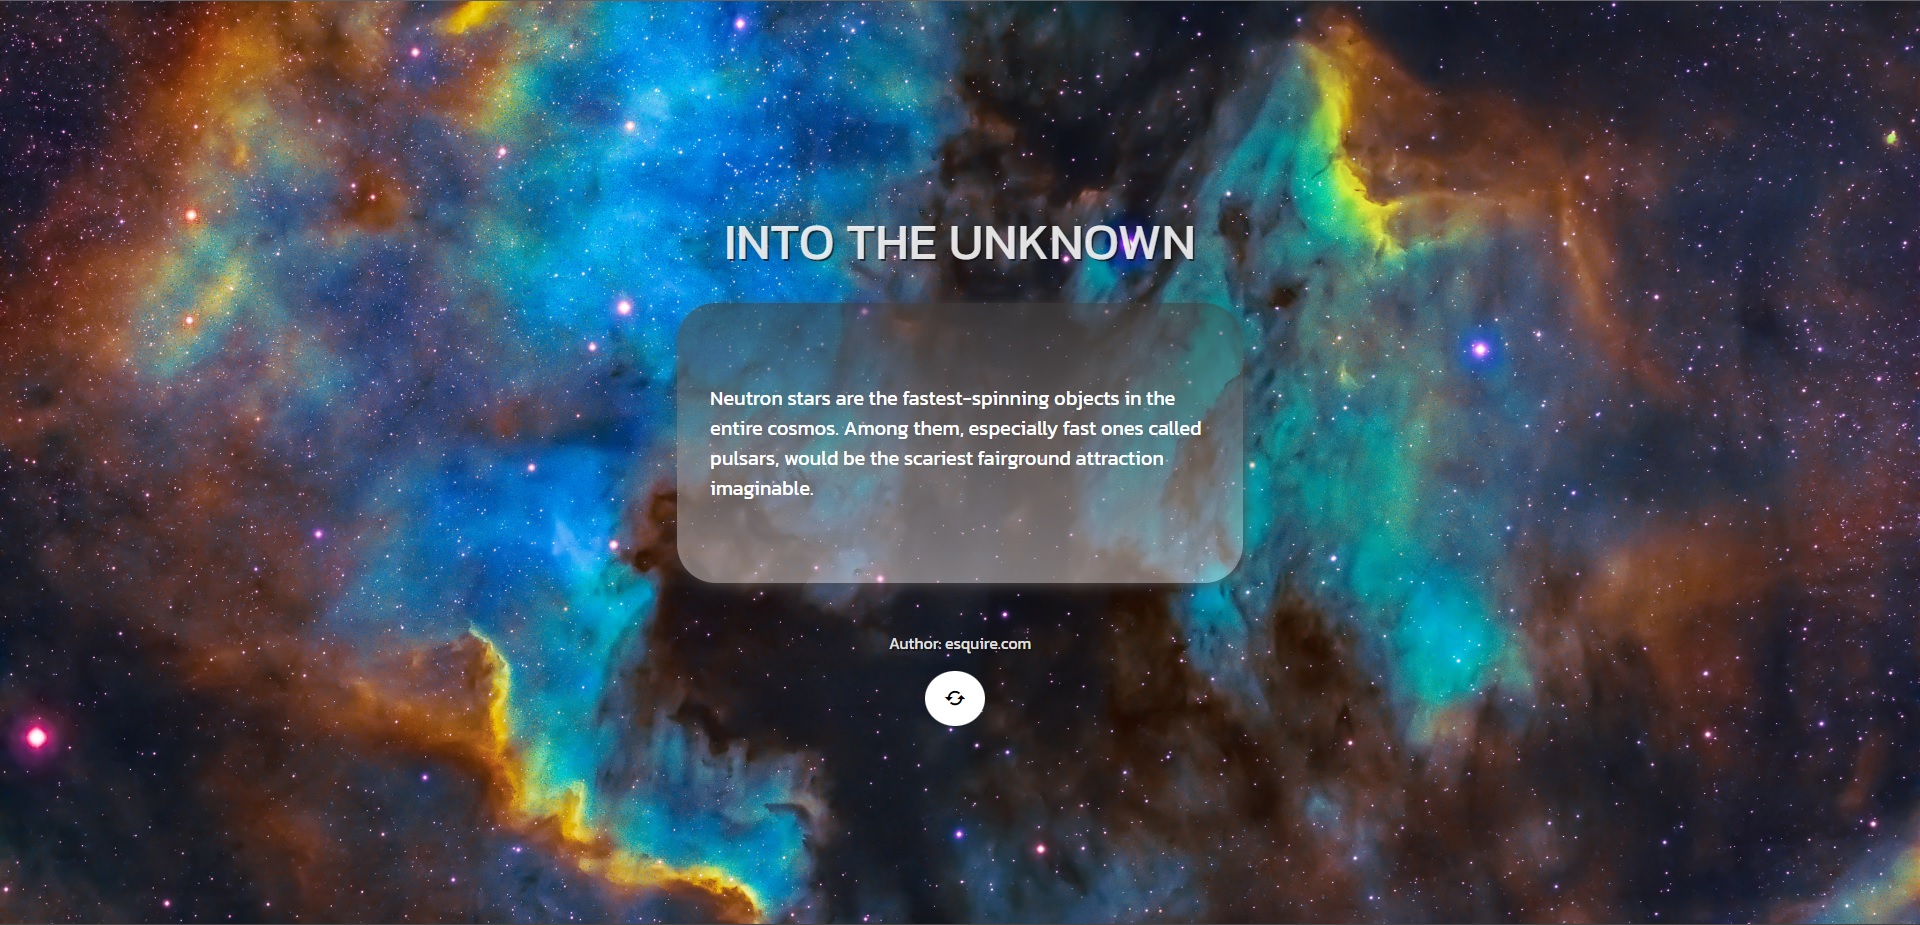 INTO THE UNKNOWN
Neutron stars are the fastest-spinning objects in the
entire cosmos. Among them, especially fast ones called
pulsars, would be the scariest fairground attraction
imaginable.
Author: esquire.com